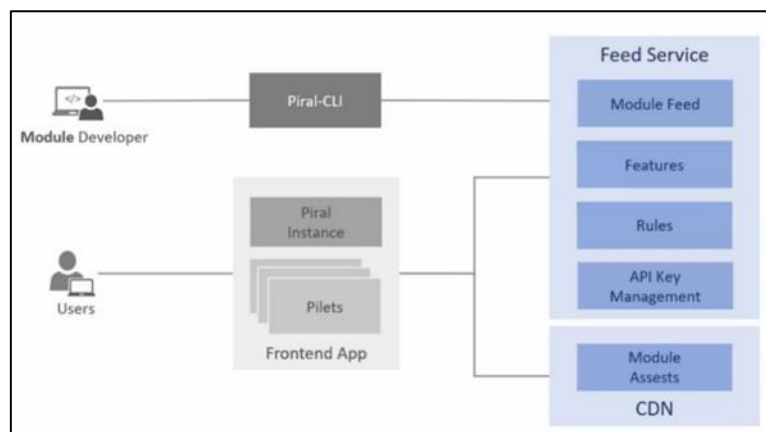 Feed Service
Piral-CLI
Module Feed
Module Developer
Features
Piral
Instance
Rules
Users
Pilets
API Key
Management
Frontend App
Module
Assests
CDN